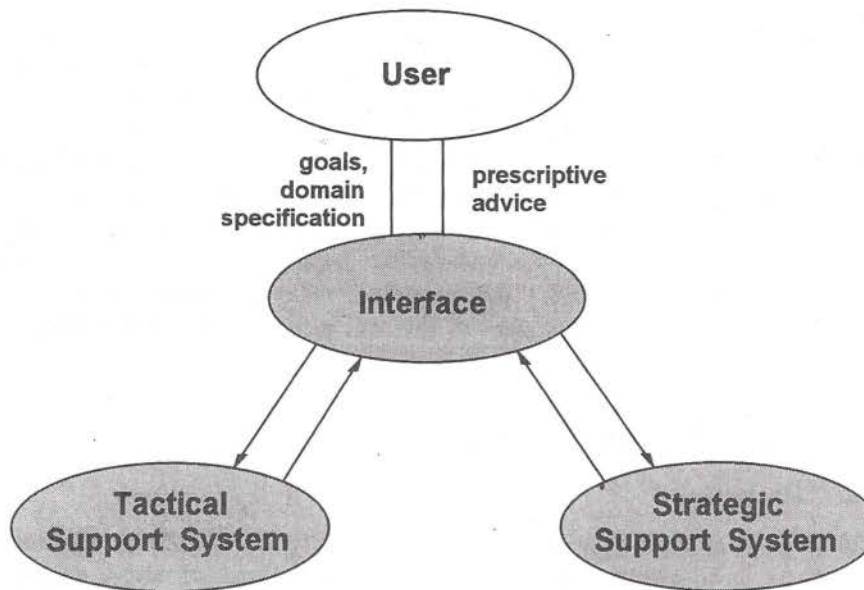 User
goals,
domain
specification
prescriptive
advice
Interface
Tactical
Support System
Strategic
Support System